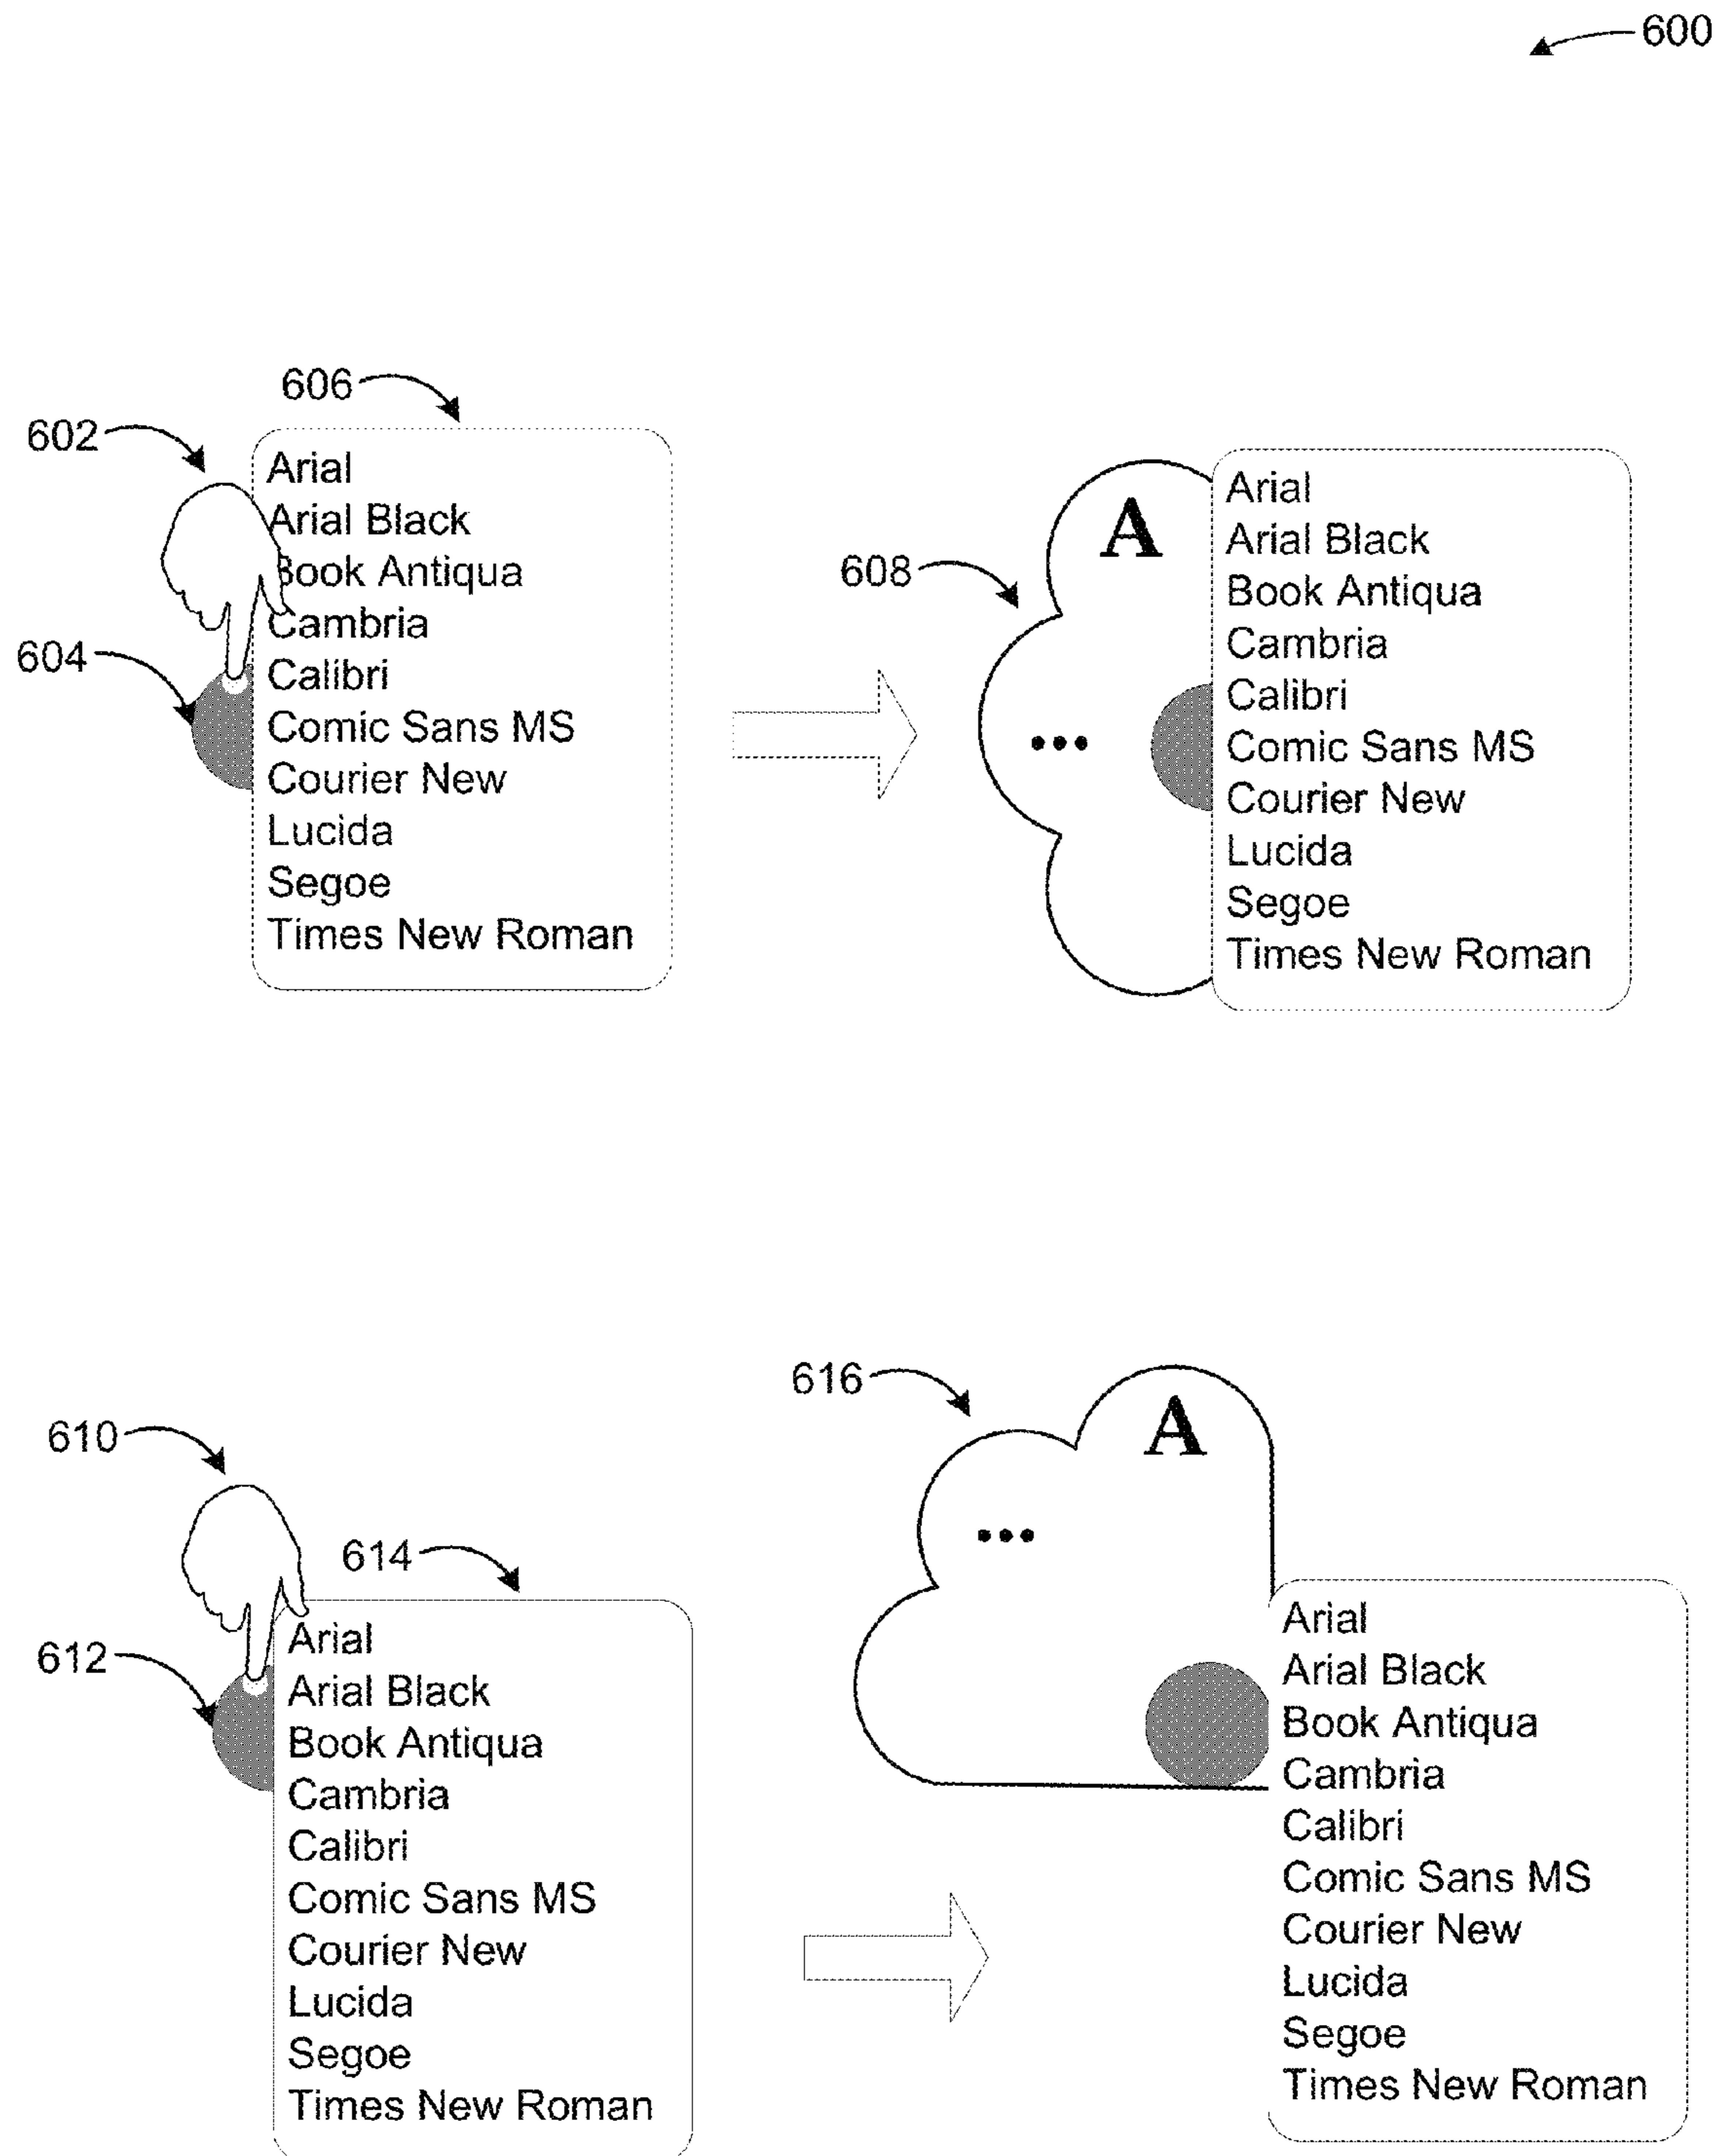 600
606
602
Arial
Arial Black
Book Antiqua
Cambria
604
Calibri
Comic Sans MS
Courier New
Lucida
Segoe
Times New Roman
608
A
•••
Arial
Arial Black
Book Antiqua
Cambria
Calibri
Comic Sans MS
Courier New
Lucida
Segoe
Times New Roman
610
614
612
Arial
Arial Black
Book Antiqua
Cambria
Calibri
Comic Sans MS
Courier New
Lucida
Segoe
Times New Roman
616
A
•••
Arial
Arial Black
Book Antiqua
Cambria
Calibri
Comic Sans MS
Courier New
Lucida
Segoe
Times New Roman